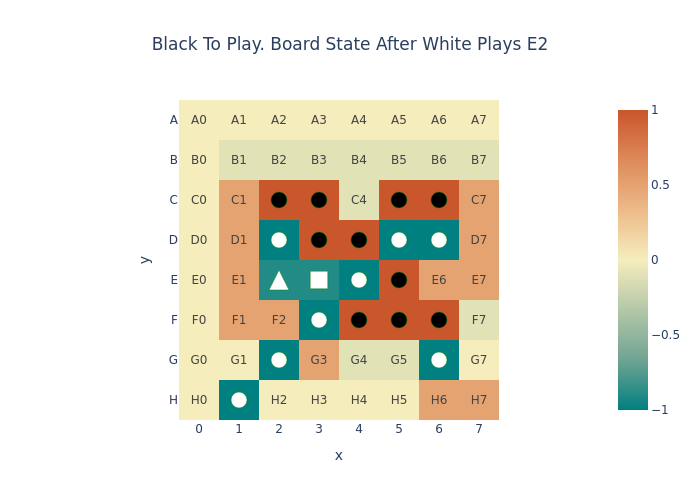 Black To Play. Board State After White Plays E2
A A0 A1 A2 A3 A4 A5 A6 A7
B B0 B1 B2 B3 B4 B5 B6 B7
C C0 C1 C4 C7
D D0 D1 D7
E E0 E1 E6 E7
F F0 F1 F2 F7
G G0 G1 G3 G4 G5 G7
H H0 H2 H3 H4 H5 H6 H7
0 1 2 3 4 5 6 7
x
y
1
0.5
0
−0.5
−1